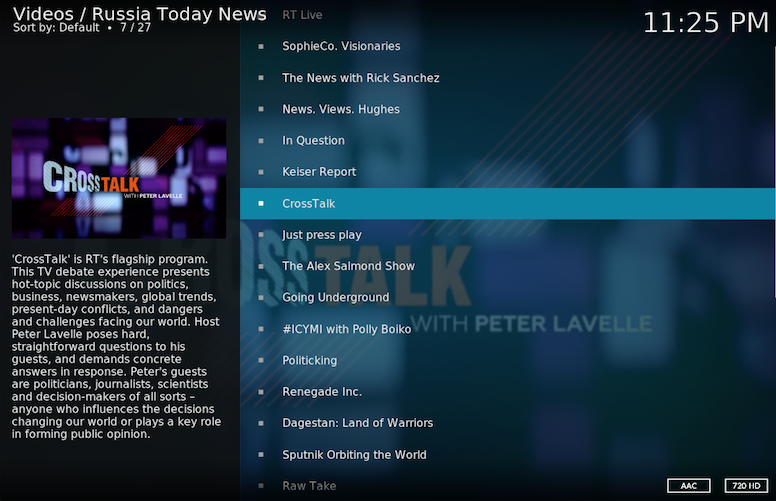 Videos / Russia Today News
Sort by: Default • 7 / 27
11:25 PM
RT Live
SophieCo. Visionaries
The News with Rick Sanchez
News. Views. Hughes
In Question
Keiser Report
CrossTalk
Just press play
The Alex Salmond Show
Going Underground
#ICYMI with Polly Boiko
Politicking
Renegade Inc.
Dagestan: Land of Warriors
Sputnik Orbiting the World
Raw Take
CROSSTALK
WITH PETER LAVELLE
'CrossTalk' is RT's flagship program.
This TV debate experience presents
hot-topic discussions on politics,
business, newsmakers, global trends,
present-day conflicts, and dangers
and challenges facing our world. Host
Peter Lavelle poses hard,
straightforward questions to his
guests, and demands concrete
answers in response. Peter's guests
are politicians, journalists, scientists
and decision-makers of all sorts –
anyone who influences the decisions
changing our world or plays a key role
in forming public opinion.
OSSTALK
WITH PETER LAVELLE
AAC
720 HD